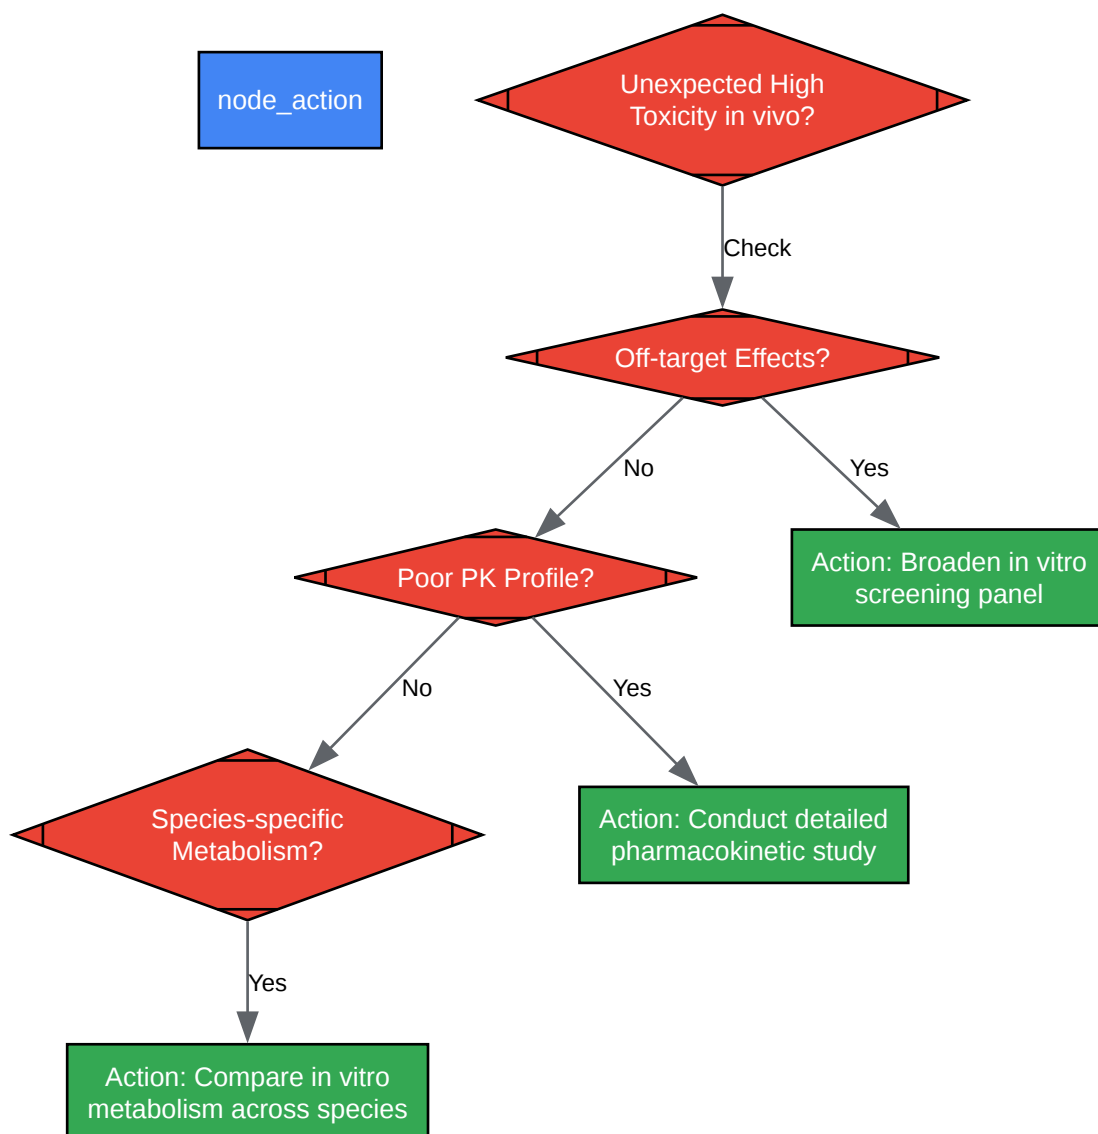 node_action
Unexpected High
Toxicity in vivo?
Check
Off-target Effects?
No
Yes
Poor PK Profile?
Action: Broaden in vitro
screening panel
No
Yes
Species-specific
Metabolism?
Action: Conduct detailed
pharmacokinetic study
Yes
Action: Compare in vitro
metabolism across species